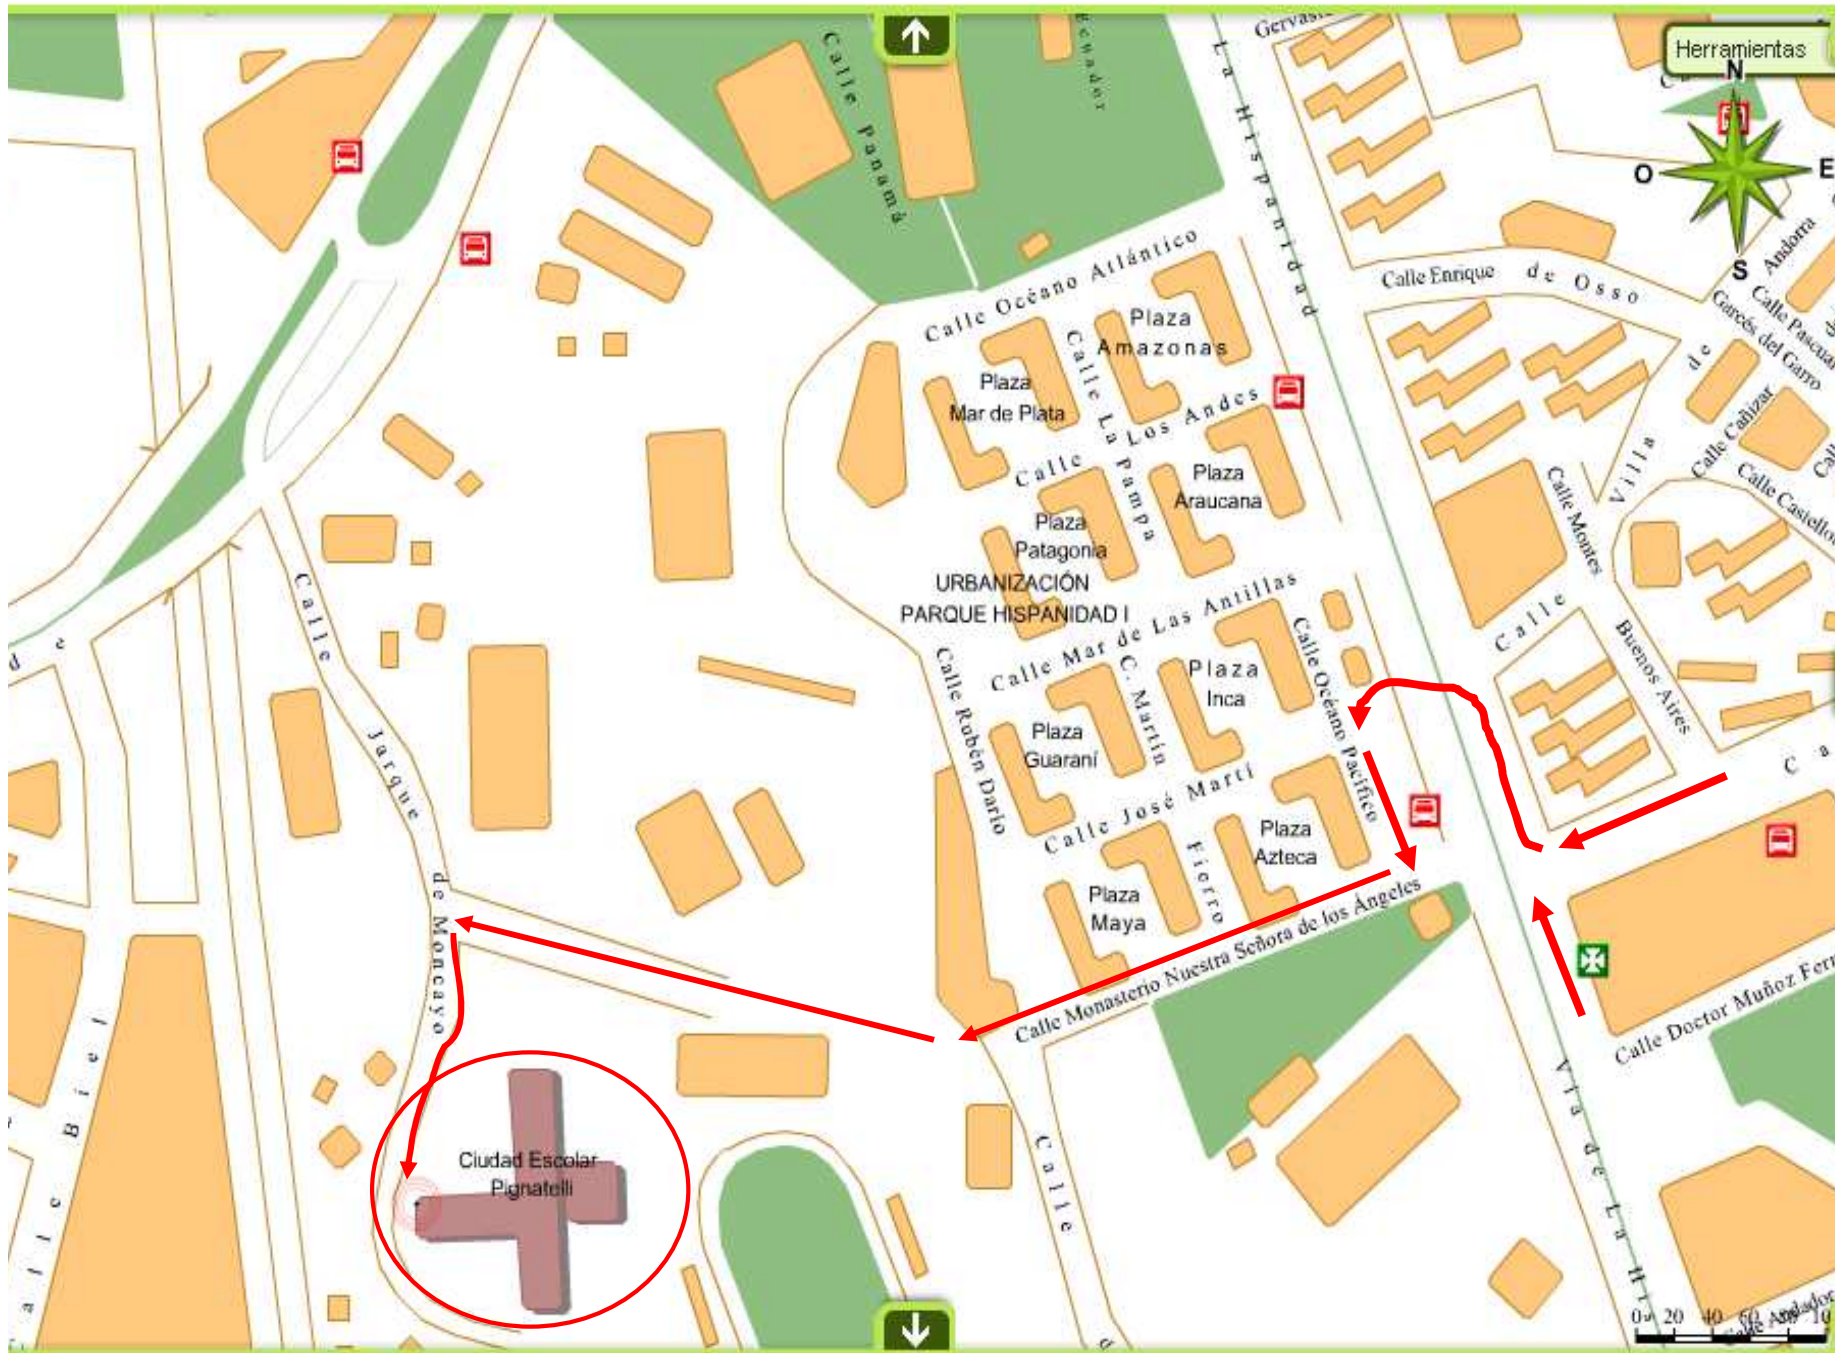 Herramientas
N
O
E
S
Gervasi
Calle Panamá
Ecuador
La Hispanidad
Calle Océano Atlántico
Calle Enrique de Osso
Andorra
Calle Pascual
Garcés del Garro
Plaza
Amazonas
Plaza
Mar de Plata
Calle La Pampa
Calle Los Andes
Plaza
Araucana
Plaza
Patagonia
URBANIZACIÓN
PARQUE HISPANIDAD I
Calle Mar de Las Antillas
Calle Montes
Villa de
Calle Cañizar
Calle
Buenos Aires
Calle
Jarque
de Moncayo
Calle Rubén Darío
C. Martín
Fierro
Plaza
Inca
Calle Océano Pacífico
Plaza
Guaraní
Calle José Martí
Plaza
Azteca
Plaza
Maya
Calle Monasterio Nuestra Señora de los Ángeles
Calle Doctor Muñoz Fern
Ciudad Escolar
Pignatelli
Calle
Calle Biel
Vía de La Hi
0 20 40 60 80 10